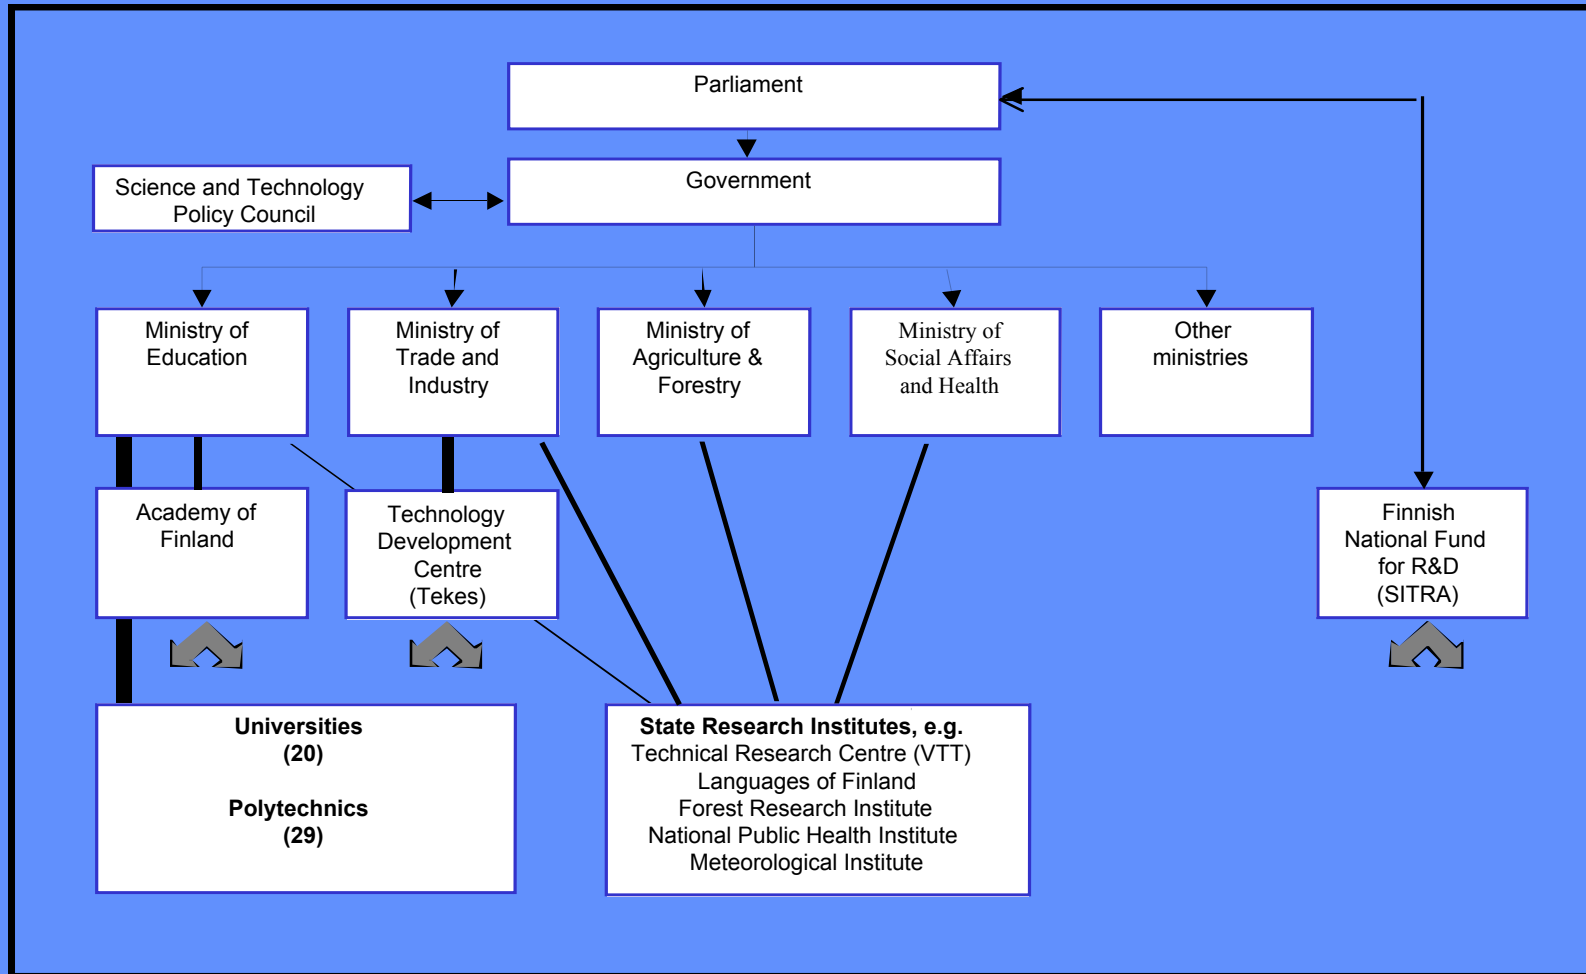 Parliament
Government
Science and Technology
Policy Council
Ministry of
Education
Ministry of
Trade and
Industry
Ministry of
Agriculture &
Forestry
Ministry of
Social Affairs
and Health
Other
ministries
Academy of
Finland
Technology
Development
Centre
(Tekes)
Finnish
National Fund
for R&D
(SITRA)
Universities
(20)
Polytechnics
(29)
State Research Institutes, e.g.
Technical Research Centre (VTT)
Languages of Finland
Forest Research Institute
National Public Health Institute
Meteorological Institute